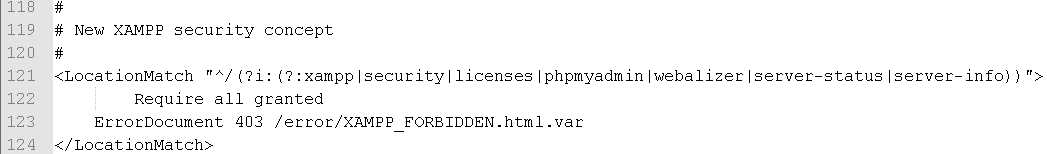 118 #
119 # New XAMPP security concept
120 #
121 <LocationMatch "^/(?i:(?:xampp|security|licenses|phpmyadmin|webalizer|server-status|server-info))">
122         Require all granted
123     ErrorDocument 403 /error/XAMPP_FORBIDDEN.html.var
124 </LocationMatch>